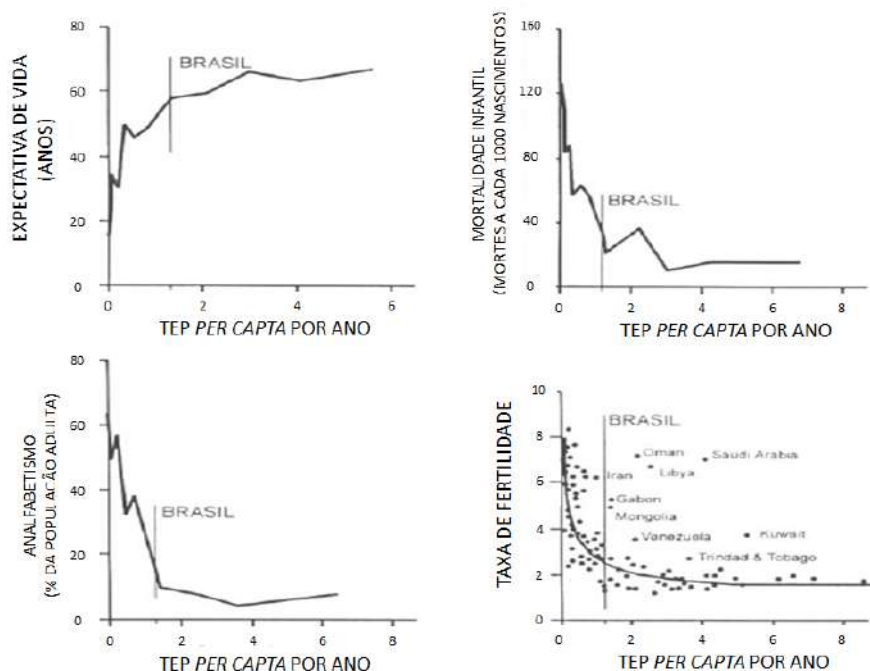 EXPECTATIVA DE VIDA
(ANOS)
80
60
40
20
0
BRASIL
0 2 4 6
TEP PER CAPTA POR ANO
MORTALIDADE INFANTIL
(MORTES A CADA 1000 NASCIMENTOS)
160
120
80
40
0
BRASIL
0 2 4 6 8
TEP PER CAPTA POR ANO
ANALFABETISMO
(% DA POPULAÇÃO ADULTA)
80
60
40
20
0
BRASIL
0 2 4 6 8
TEP PER CAPTA POR ANO
TAXA DE FERTILIDADE
10
8
6
4
2
0
BRASIL
Oman
Saudi Arabia
Libya
Iran
Gabon
Mongolia
Venezuela
Kuwait
Trindad & Tobago
0 2 4 6 8
TEP PER CAPTA POR ANO